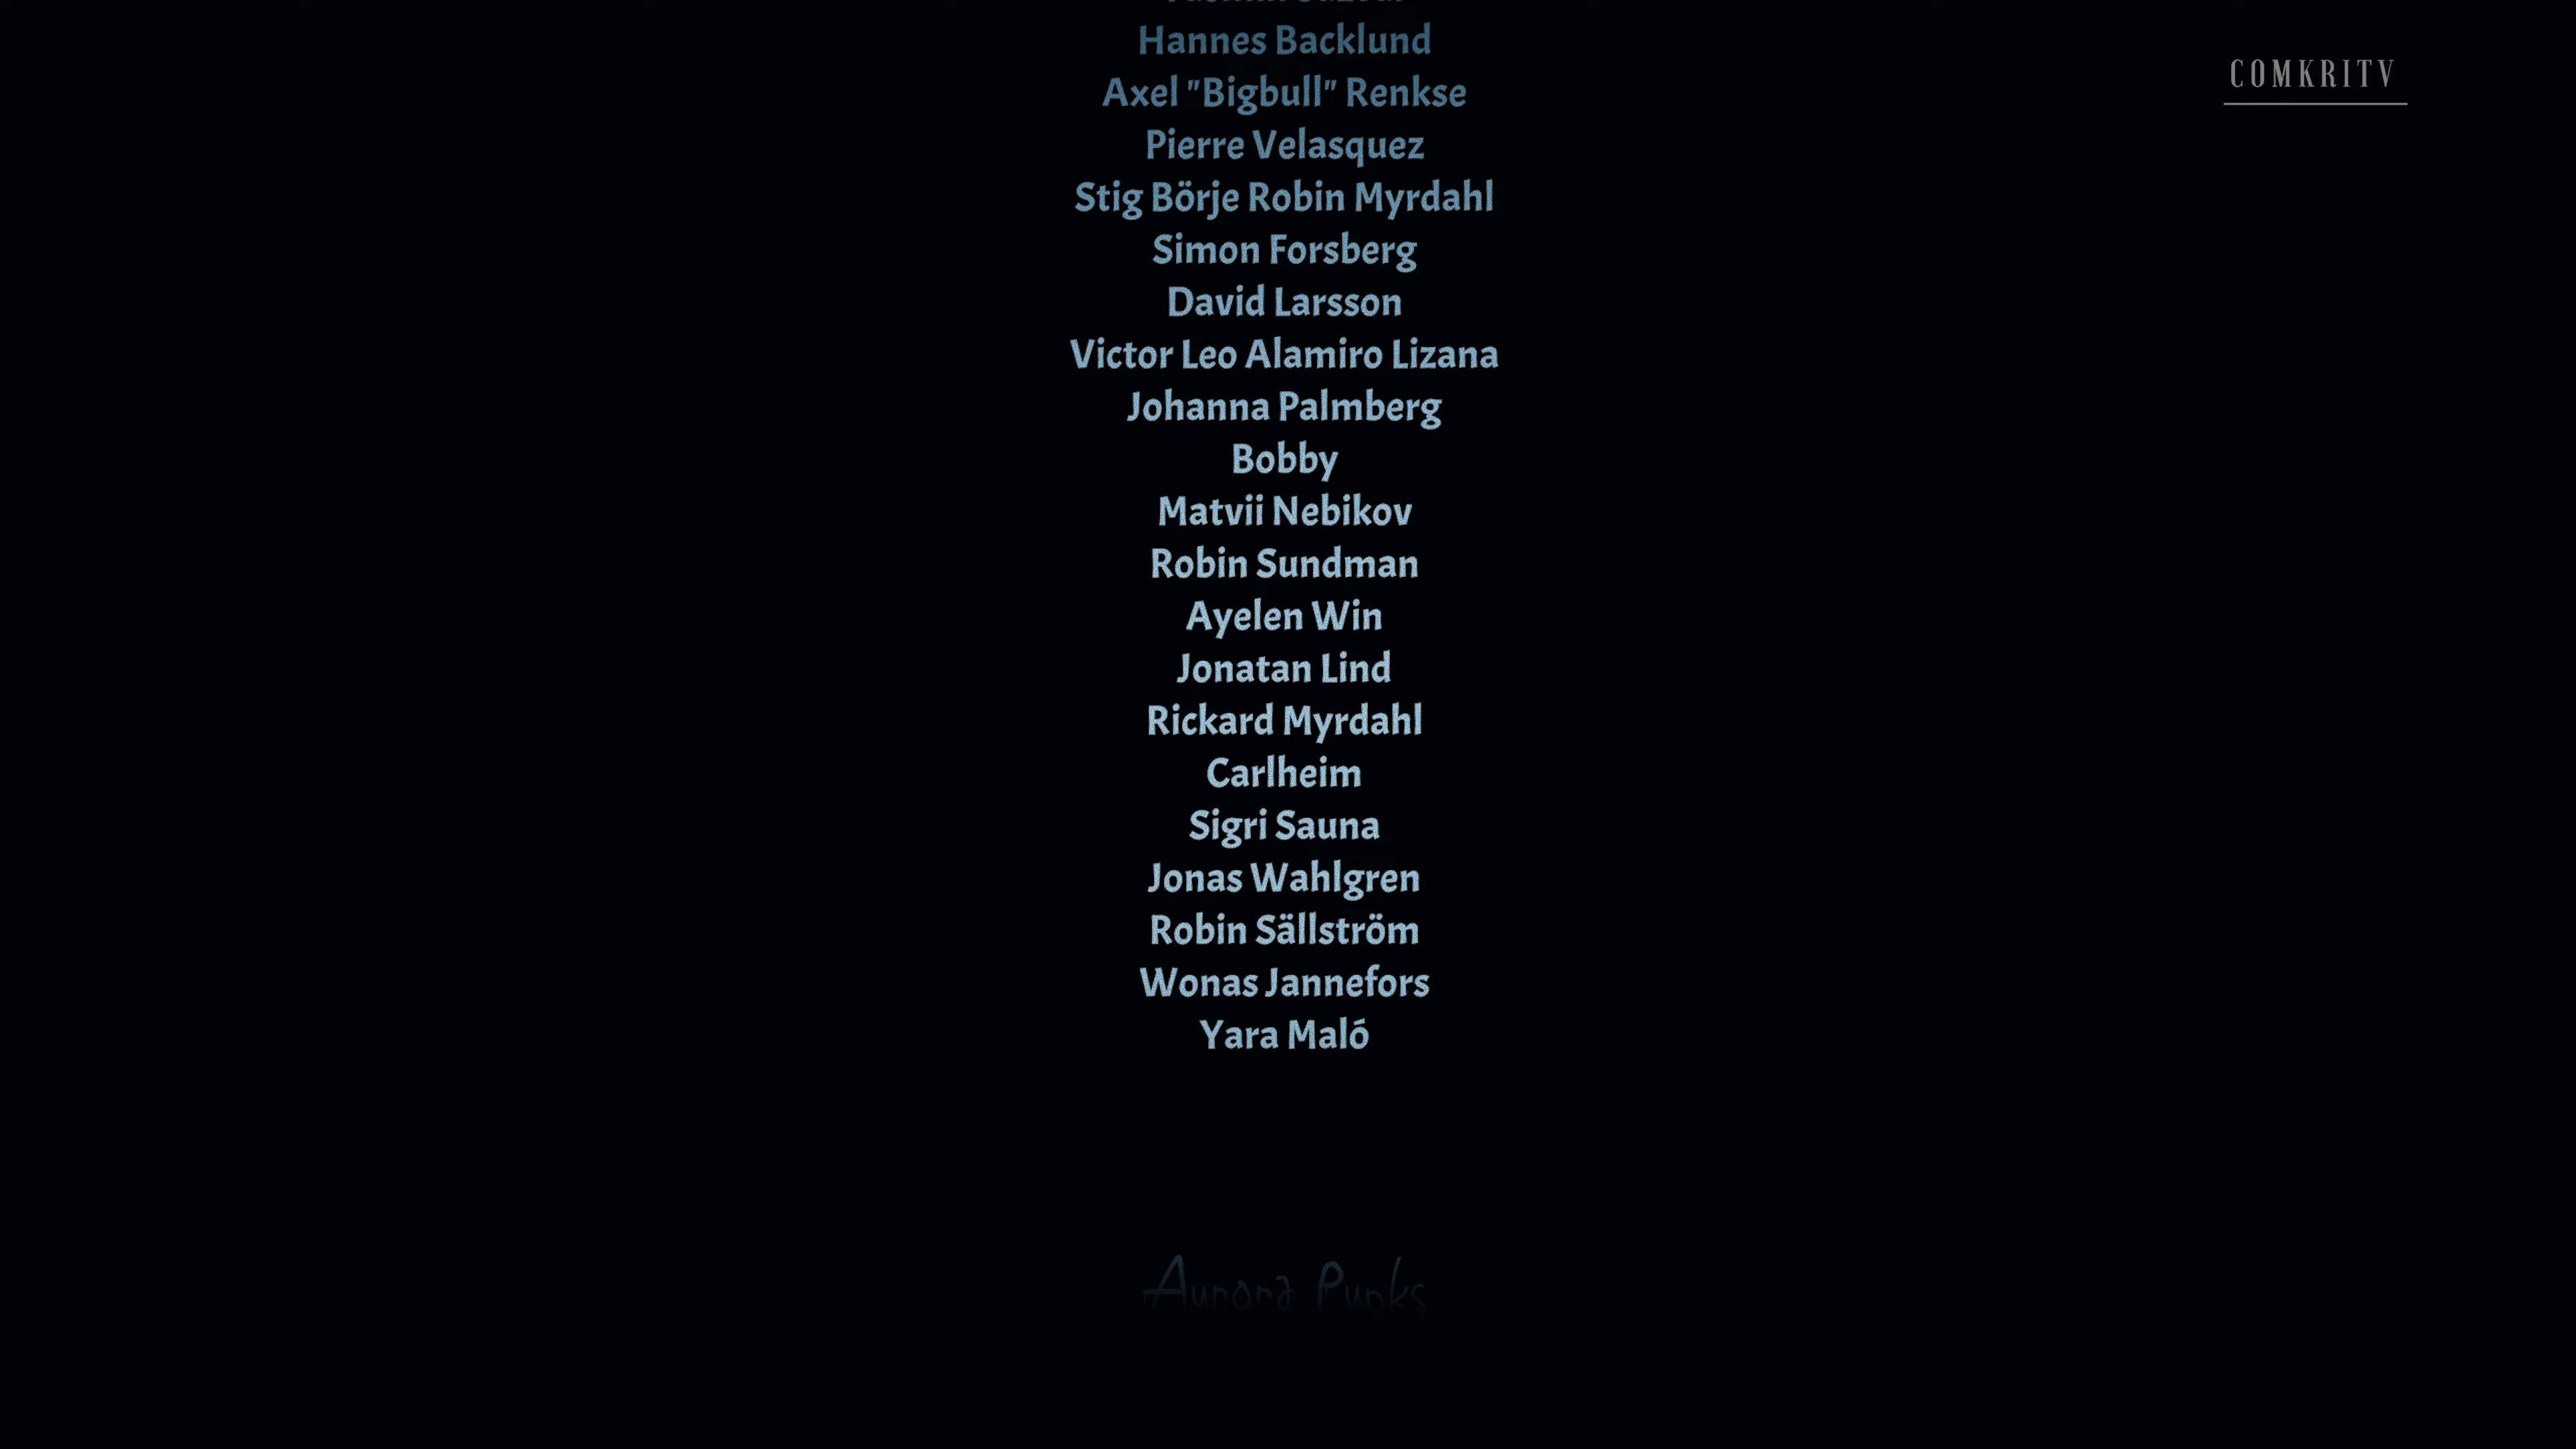 Hannes Backlund
COMKRITV
Axel "Bigbull" Renkse
Pierre Velasquez
Stig Börje Robin Myrdahl
Simon Forsberg
David Larsson
Victor Leo Alamiro Lizana
Johanna Palmberg
Bobby
Matvii Nebikov
Robin Sundman
Ayelen Win
Jonatan Lind
Rickard Myrdahl
Carlheim
Sigri Sauna
Jonas Wahlgren
Robin Sällström
Wonas Jannefors
Yara Maló
Aurora Punks